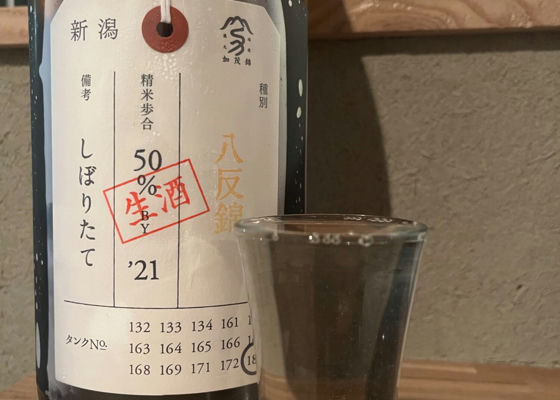 新潟
加茂錦
種別
八反錦
精米歩合
50
%
BY
'21
生酒
備考
しぼりたて
タンクNo.
132 133 134 161
163 164 165 166
168 169 171 172 18